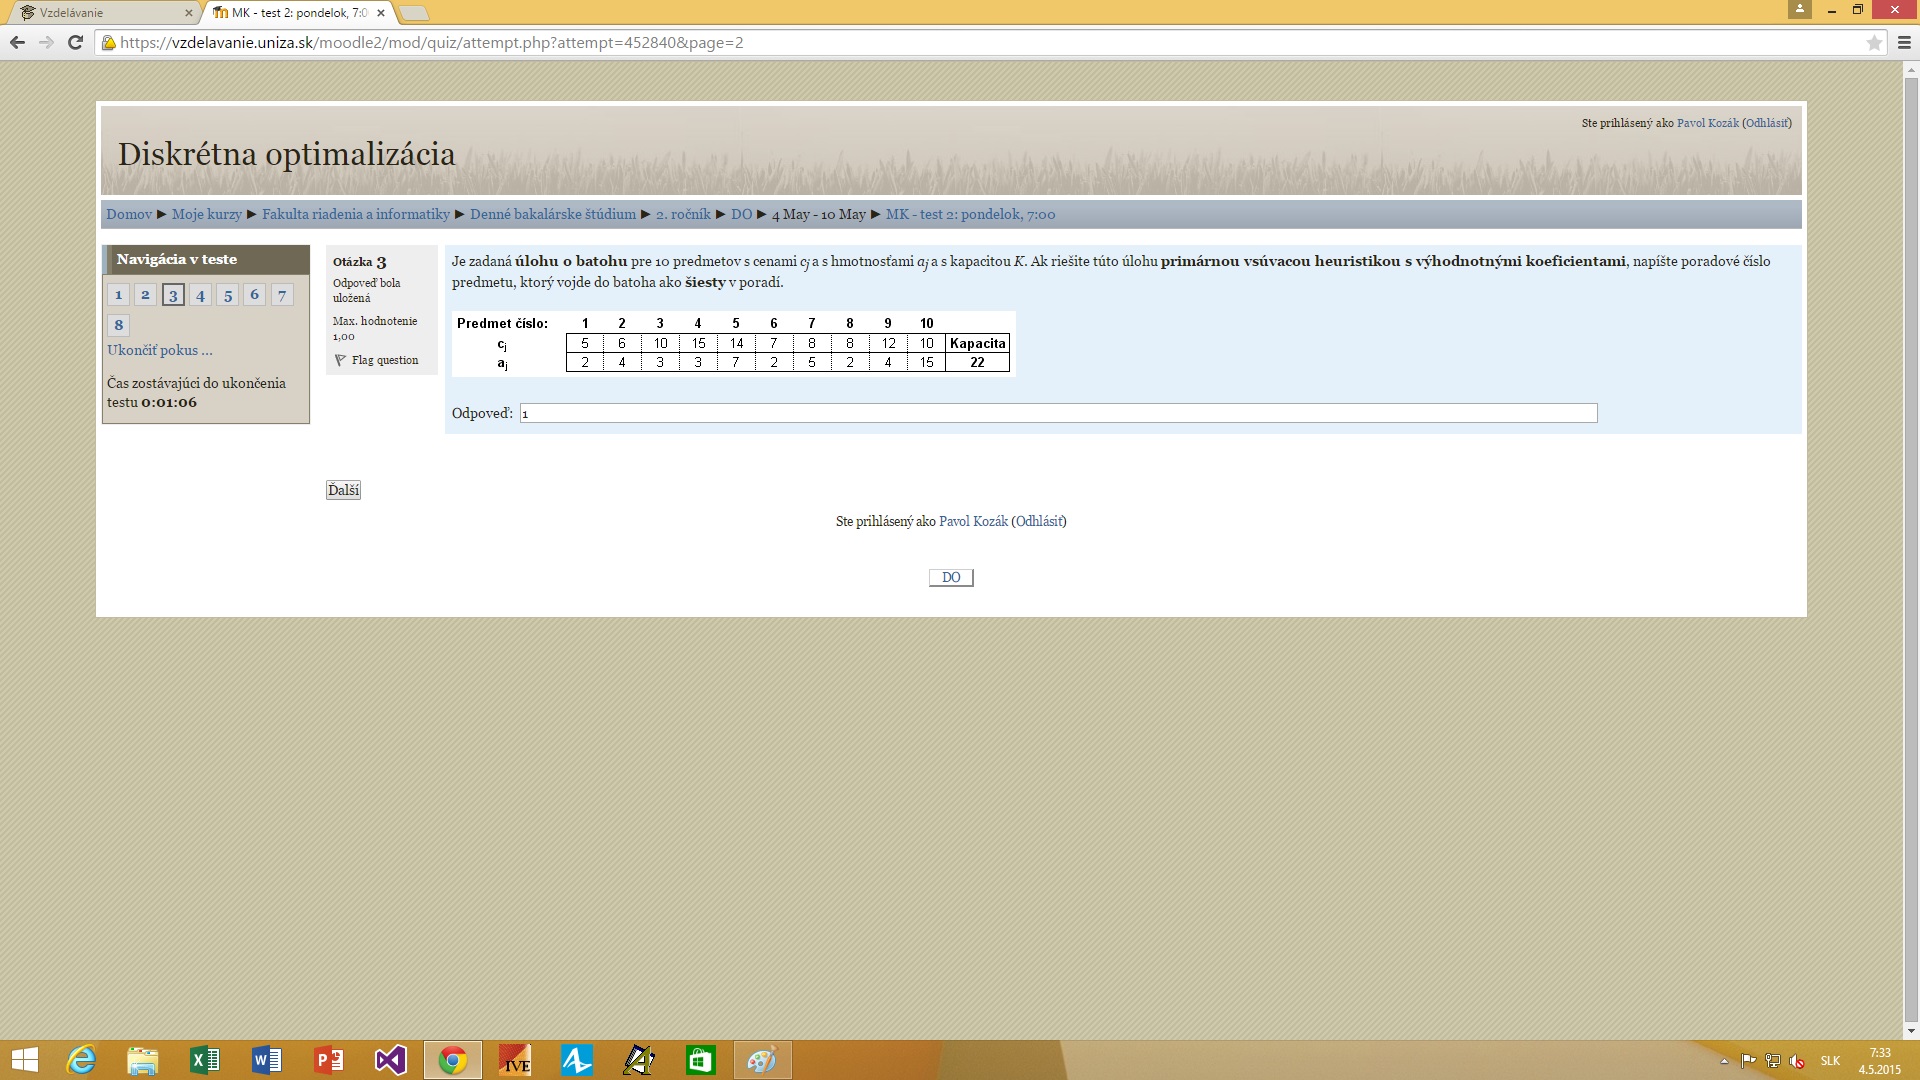 Vzdelávanie
MK - test 2: pondelok, 7:0
https://vzdelavanie.uniza.sk/moodle2/mod/quiz/attempt.php?attempt=452840&page=2
Ste prihlásený ako Pavol Kozák (Odhlásiť)
Diskrétna optimalizácia
Domov ► Moje kurzy ► Fakulta riadenia a informatiky ► Denné bakalárske štúdium ► 2. ročník ► DO ► 4 May - 10 May ► MK - test 2: pondelok, 7:00
Navigácia v teste
1 2 3 4 5 6 7
8
Ukončiť pokus ...
Čas zostávajúci do ukončenia
testu 0:01:06
Otázka 3
Odpoveď bola
uložená
Max. hodnotenie
1,00
Flag question
Je zadaná úlohu o batohu pre 10 predmetov s cenami cj a s hmotnosťami aj a s kapacitou K. Ak riešite túto úlohu primárnou vsúvacou heuristikou s výhodnotnými koeficientami, napíšte poradové číslo
predmetu, ktorý vojde do batoha ako šiesty v poradí.
Predmet číslo: 1 2 3 4 5 6 7 8 9 10
cj 5 6 10 15 14 7 8 8 12 10 Kapacita
aj 2 4 3 3 7 2 5 2 4 15 22
Odpoveď: 1
Ďalší
Ste prihlásený ako Pavol Kozák (Odhlásiť)
DO
IVE
SLK
7:33
4.5.2015